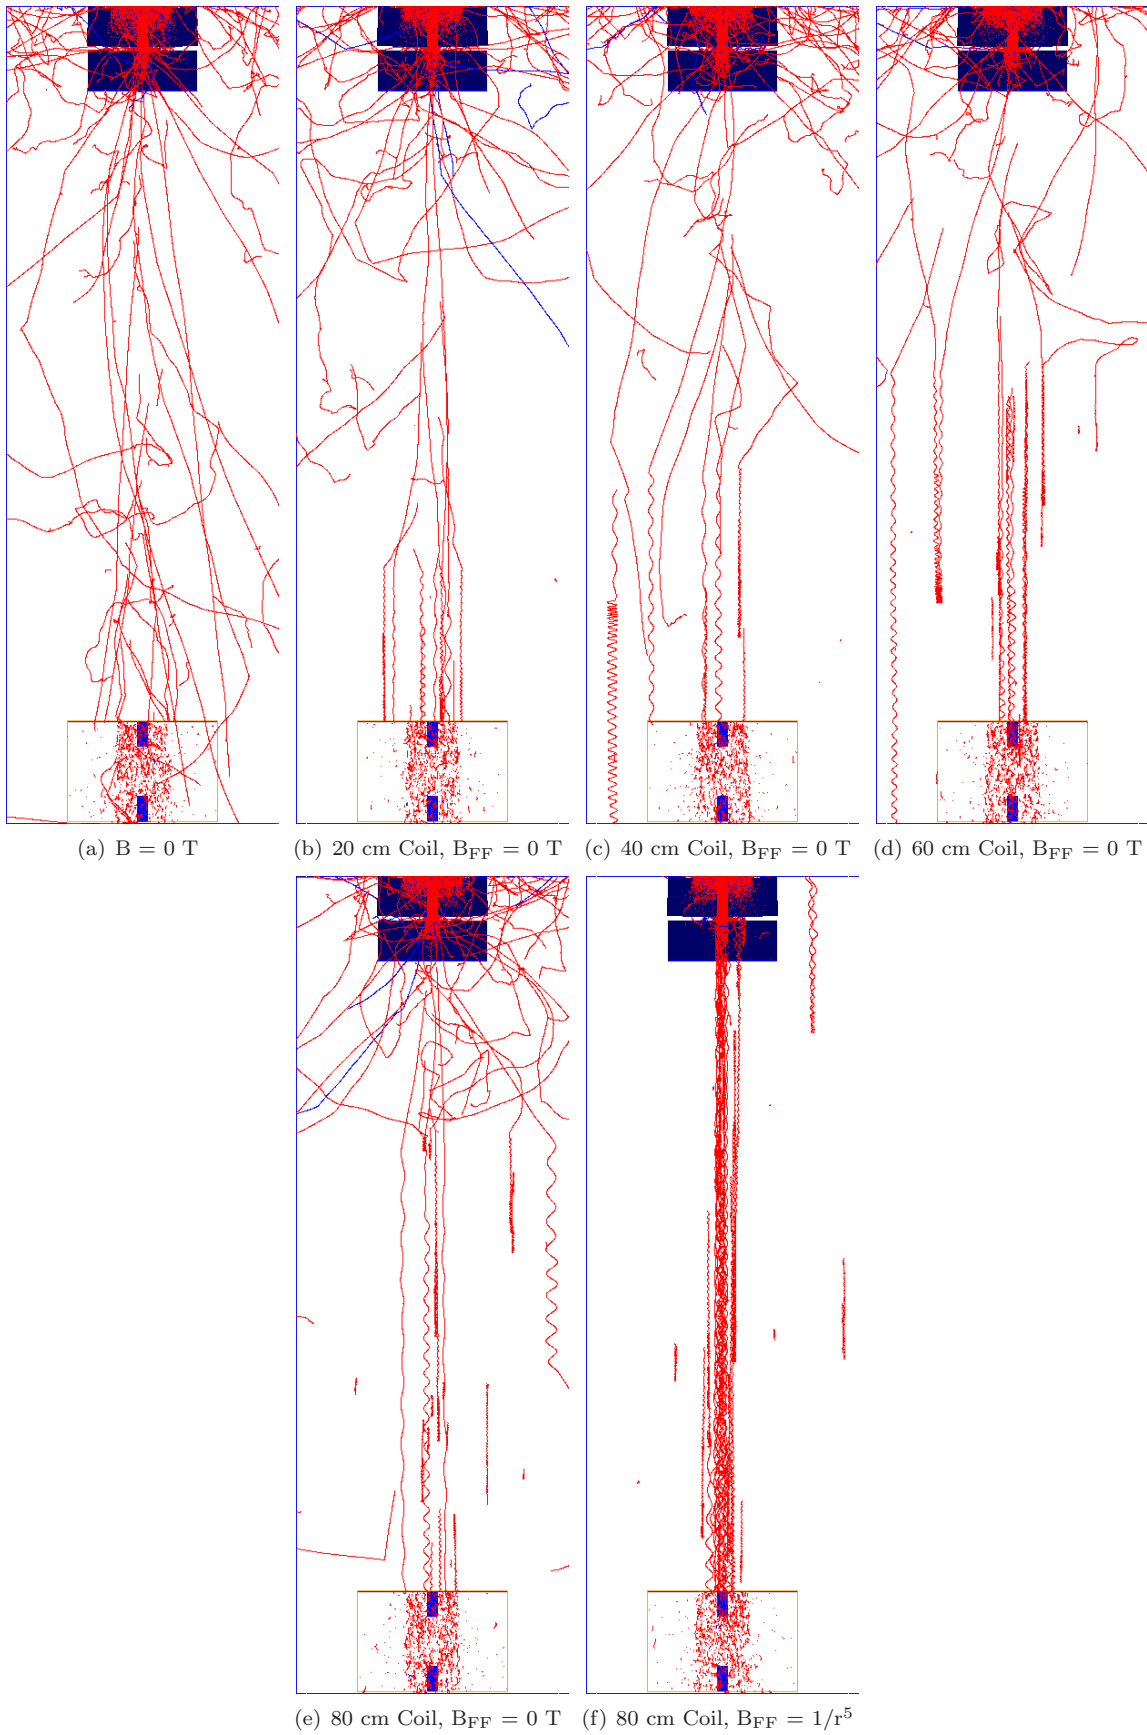 (a) B = 0 T
(b) 20 cm Coil, B_FF = 0 T
(c) 40 cm Coil, B_FF = 0 T
(d) 60 cm Coil, B_FF = 0 T
(e) 80 cm Coil, B_FF = 0 T
(f) 80 cm Coil, B_FF = 1/r⁵